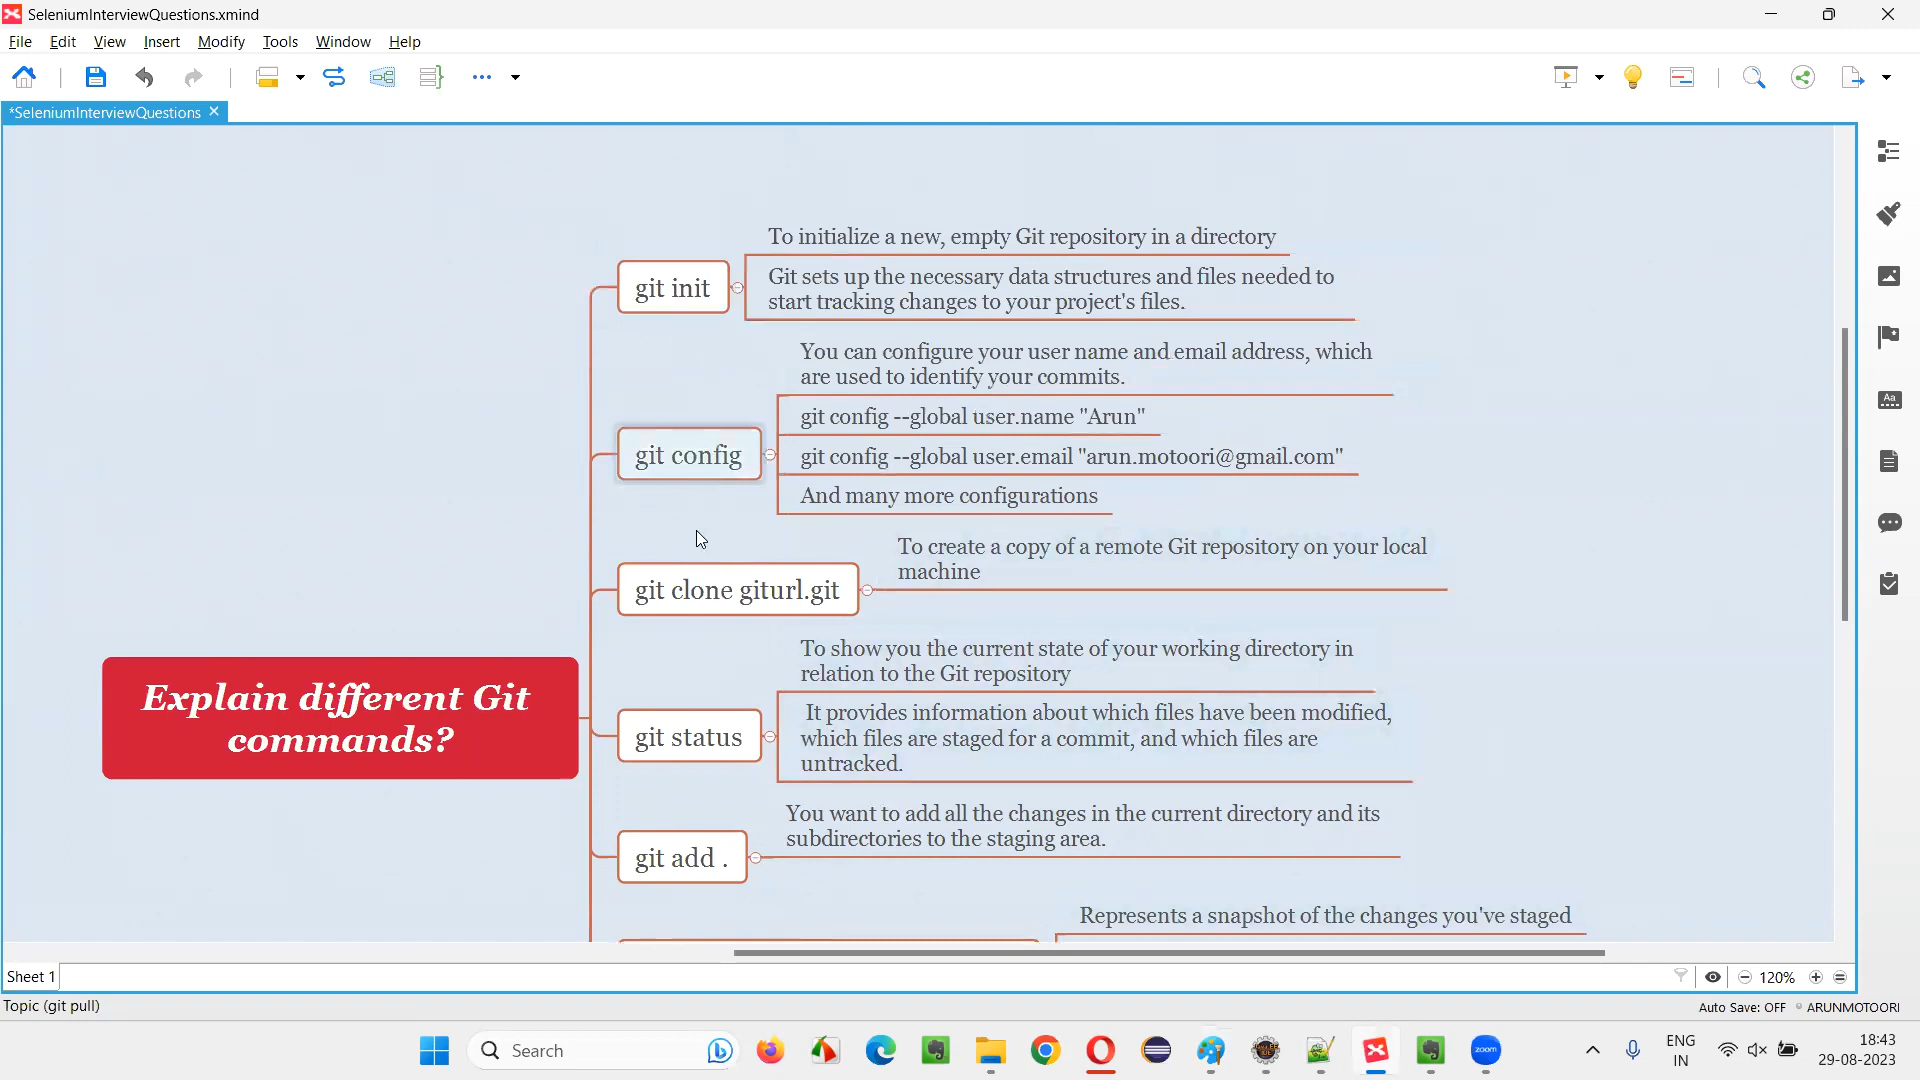 SeleniumInterviewQuestions.xmind
File Edit View Insert Modify Tools Window Help
*SeleniumInterviewQuestions
To initialize a new, empty Git repository in a directory
git init
Git sets up the necessary data structures and files needed to
start tracking changes to your project's files.
You can configure your user name and email address, which
are used to identify your commits.
git config --global user.name "Arun"
git config
git config --global user.email "arun.motoori@gmail.com"
And many more configurations
To create a copy of a remote Git repository on your local
machine
git clone giturl.git
To show you the current state of your working directory in
relation to the Git repository
Explain different Git
commands?
git status
It provides information about which files have been modified,
which files are staged for a commit, and which files are
untracked.
You want to add all the changes in the current directory and its
subdirectories to the staging area.
git add .
Represents a snapshot of the changes you've staged
Sheet 1
120%
Topic (git pull)
Auto Save: OFF
ARUNMOTOORI
Search
zoom
ENG
IN
18:43
29-08-2023